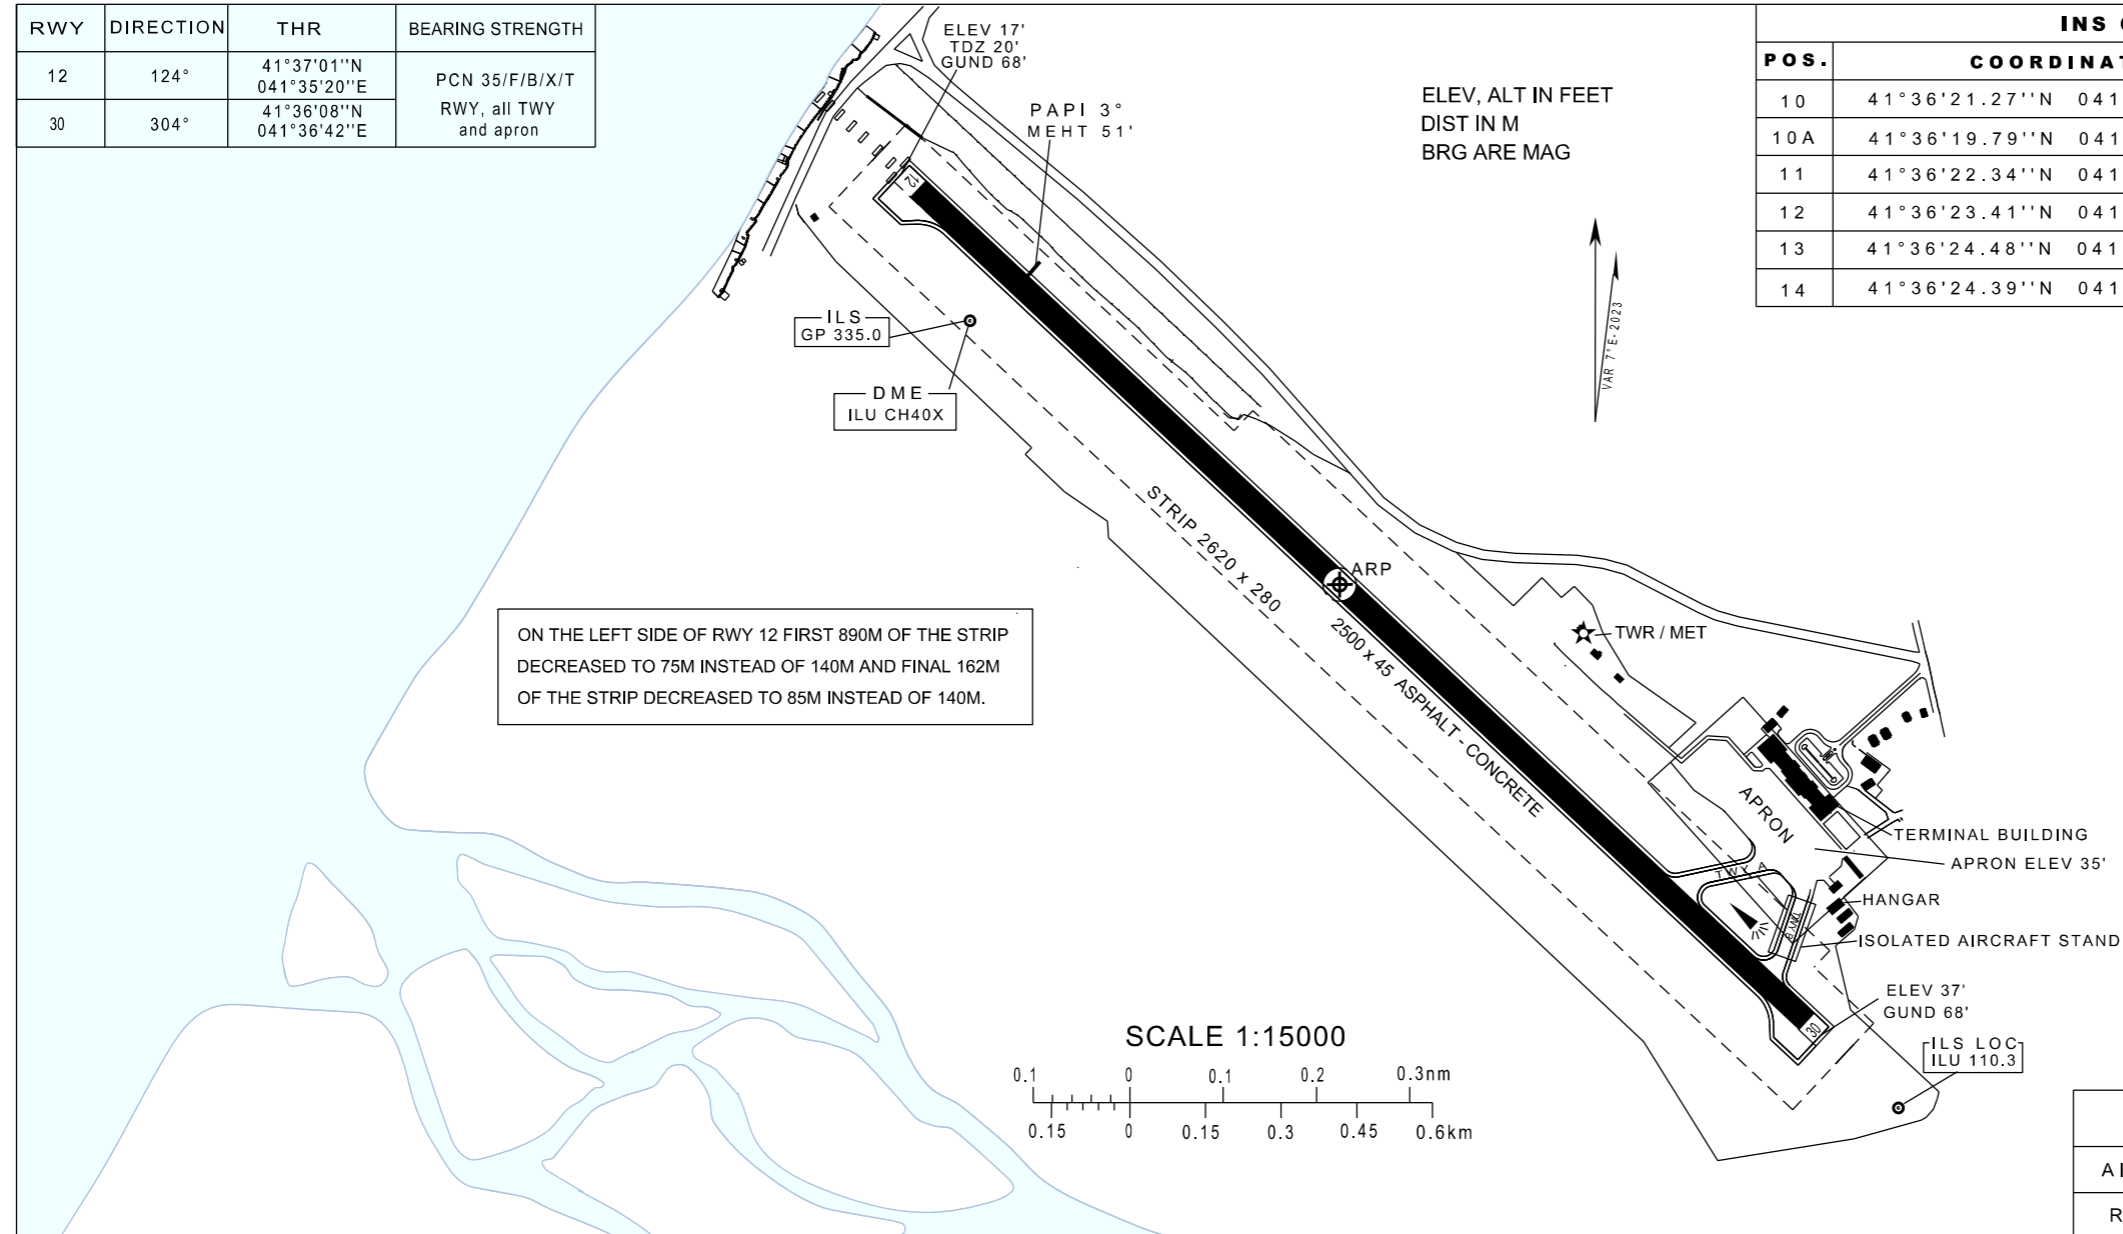 RWY DIRECTION THR BEARING STRENGTH
12 124° 41°37'01''N 041°35'20''E
30 304° 41°36'08''N 041°36'42''E
PCN 35/F/B/X/T
RWY, all TWY
and apron
ELEV 17'
TDZ 20'
GUND 68'
PAPI 3°
MEHT 51'
ELEV, ALT IN FEET
DIST IN M
BRG ARE MAG
INS
POS. COORDINAT
10 41°36'21.27''N 041
10A 41°36'19.79''N 041
11 41°36'22.34''N 041
12 41°36'23.41''N 041
13 41°36'24.48''N 041
14 41°36'24.39''N 041
VAR 7°E-2023
12
ILS
GP 335.0
DME
ILU CH40X
STRIP 2620 x 280
ARP
2500 x 45 ASPHALT - CONCRETE
TWR / MET
ON THE LEFT SIDE OF RWY 12 FIRST 890M OF THE STRIP
DECREASED TO 75M INSTEAD OF 140M AND FINAL 162M
OF THE STRIP DECREASED TO 85M INSTEAD OF 140M.
APRON
TERMINAL BUILDING
APRON ELEV 35'
TWY A
TWY B
HANGAR
ISOLATED AIRCRAFT STAND
ELEV 37'
GUND 68'
30
ILS LOC
ILU 110.3
SCALE 1:15000
0.1 0 0.1 0.2 0.3nm
0.15 0 0.15 0.3 0.45 0.6km